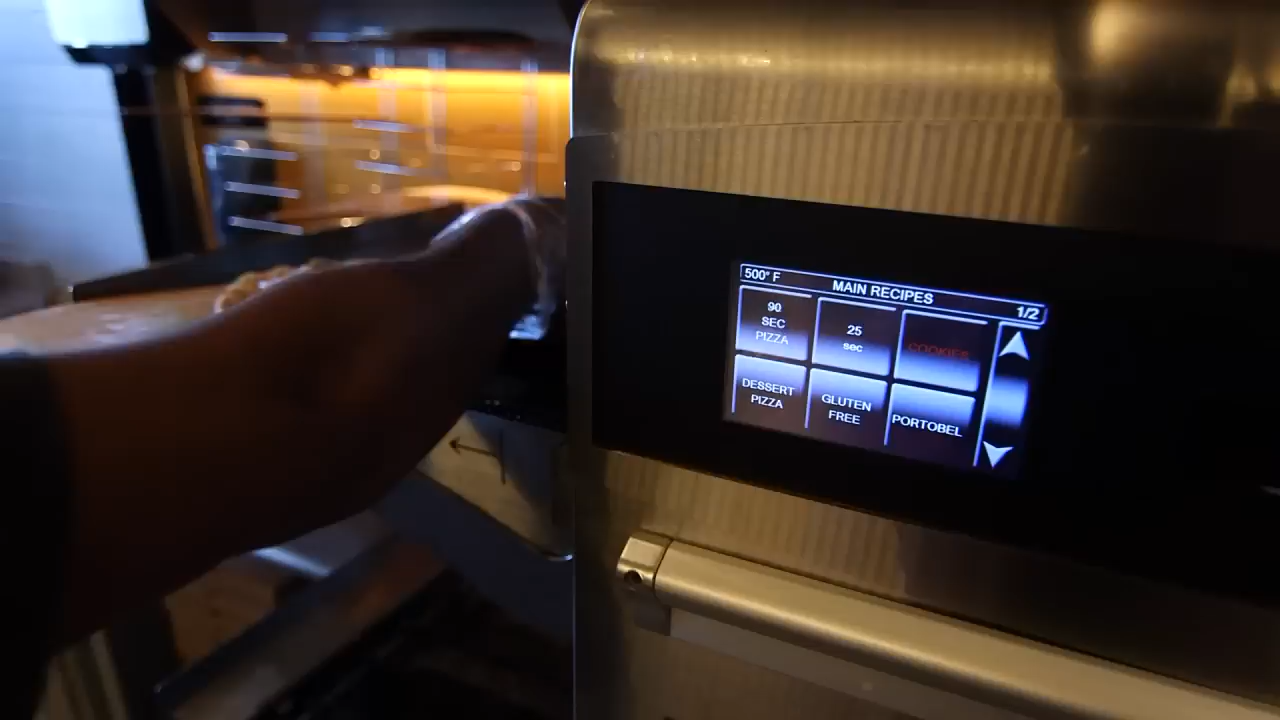 500° F
MAIN RECIPES
1/2
90
SEC
PIZZA
25
sec
COOKIES
DESSERT
PIZZA
GLUTEN
FREE
PORTOBEL